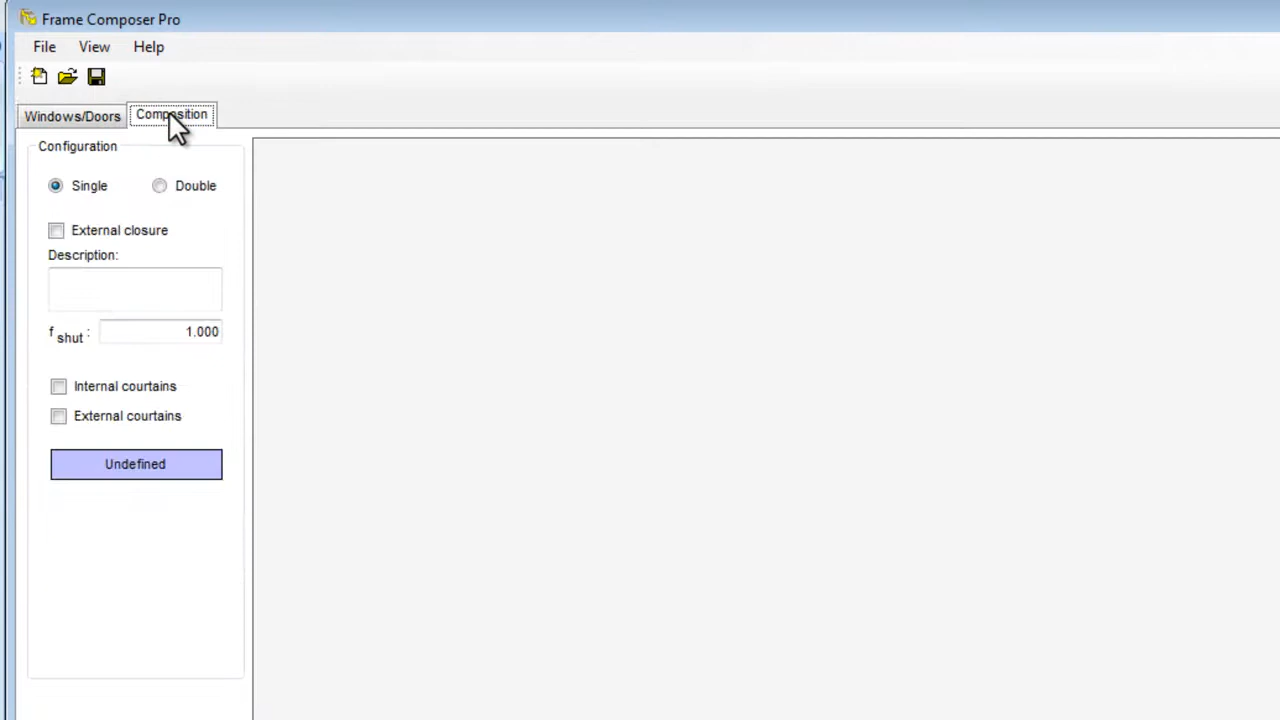 Frame Composer Pro
File View Help
Windows/Doors Composition
Configuration
Single Double
External closure
Description:
f shut : 1.000
Internal courtains
External courtains
Undefined